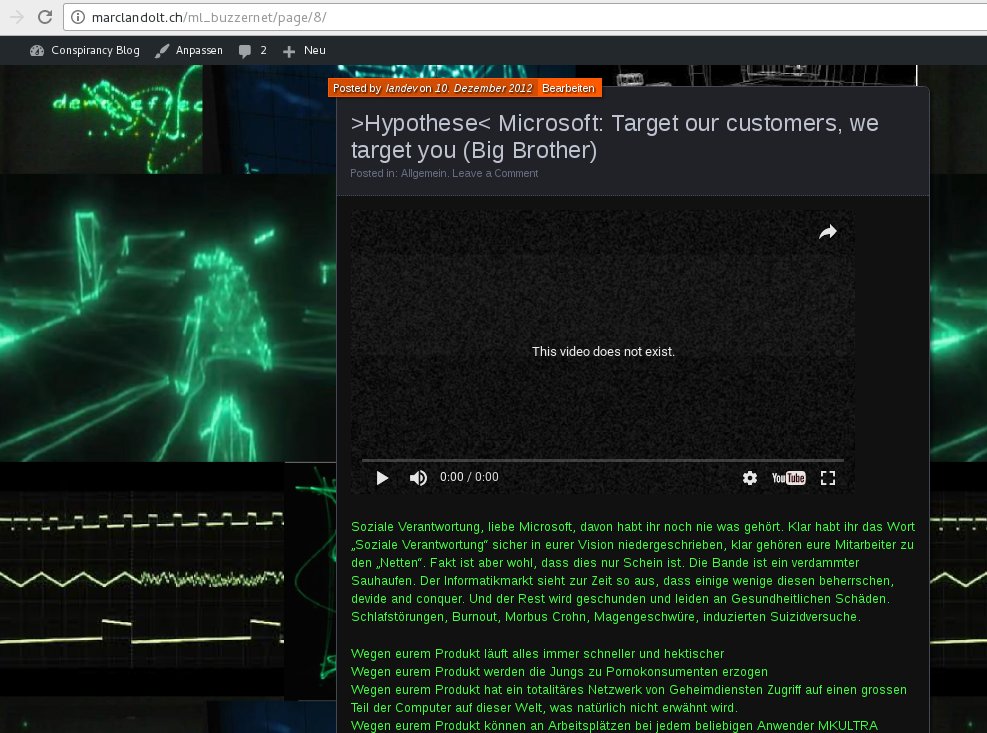 marclandolt.ch/ml_buzzernet/page/8/
Conspirancy Blog Anpassen 2 Neu
Posted by landev on 10. Dezember 2012 Bearbeiten
>Hypothese< Microsoft: Target our customers, we
target you (Big Brother)
Posted in: Allgemein. Leave a Comment
This video does not exist.
0:00 / 0:00 YouTube
Soziale Verantwortung, liebe Microsoft, davon habt ihr noch nie was gehört. Klar habt ihr das Wort
„Soziale Verantwortung“ sicher in eurer Vision niedergeschrieben, klar gehören eure Mitarbeiter zu
den „Netten“. Fakt ist aber wohl, dass dies nur Schein ist. Die Bande ist ein verdammter
Sauhaufen. Der Informatikmarkt sieht zur Zeit so aus, dass einige wenige diesen beherrschen,
devide and conquer. Und der Rest wird geschunden und leiden an Gesundheitlichen Schäden.
Schlafstörungen, Burnout, Morbus Crohn, Magengeschwüre, induzierten Suizidversuche.
Wegen eurem Produkt läuft alles immer schneller und hektischer
Wegen eurem Produkt werden die Jungs zu Pornokonsumenten erzogen
Wegen eurem Produkt hat ein totalitäres Netzwerk von Geheimdiensten Zugriff auf einen grossen
Teil der Computer auf dieser Welt, was natürlich nicht erwähnt wird.
Wegen eurem Produkt können an Arbeitsplätzen bei jedem beliebigen Anwender MKULTRA